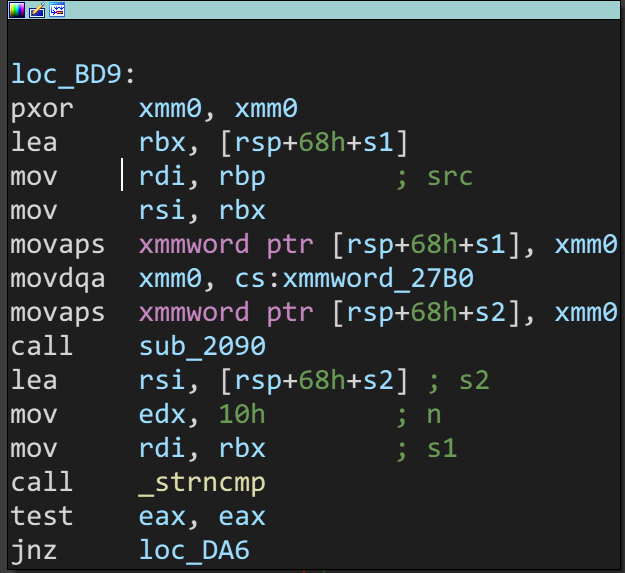 loc_BD9:
pxor xmm0, xmm0
lea rbx, [rsp+68h+s1]
mov rdi, rbp ; src
mov rsi, rbx
movaps xmmword ptr [rsp+68h+s1], xmm0
movdqa xmm0, cs:xmmword_27B0
movaps xmmword ptr [rsp+68h+s2], xmm0
call sub_2090
lea rsi, [rsp+68h+s2] ; s2
mov edx, 10h ; n
mov rdi, rbx ; s1
call _strncmp
test eax, eax
jnz loc_DA6